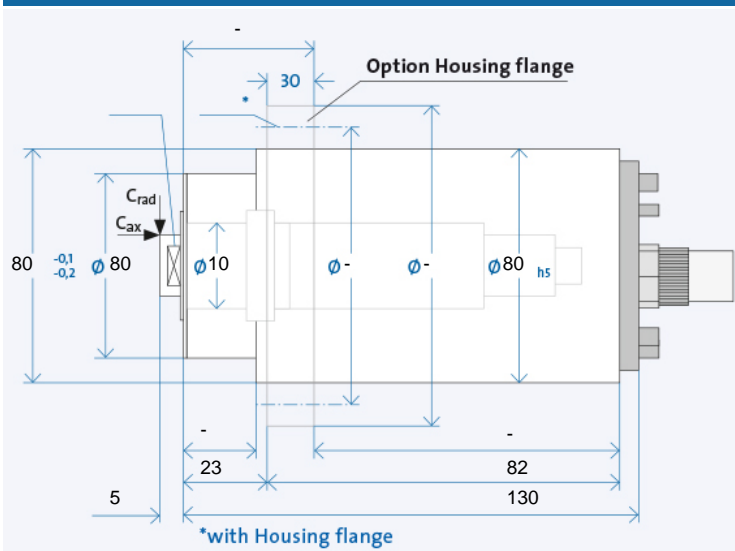 -
30
Option Housing flange
*
Crad
Cax
80 -0,1 -0,2 Ø 80 Ø10 Ø- Ø- Ø80 h5
- -
23 82
5 130
*with Housing flange